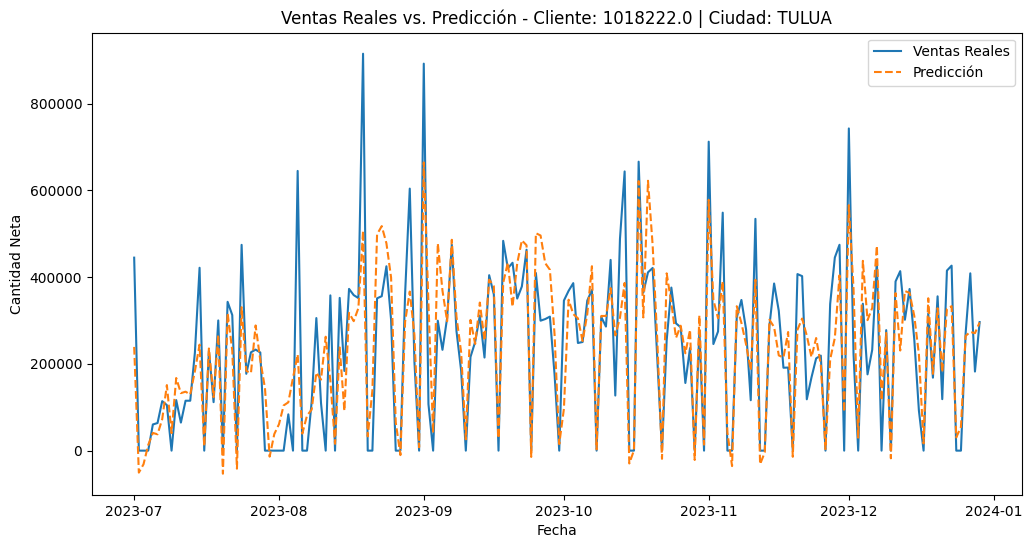 Ventas Reales vs. Predicción - Cliente: 1018222.0 | Ciudad: TULUA
Ventas Reales
Predicción
Cantidad Neta
800000
600000
400000
200000
0
2023-07
2023-08
2023-09
2023-10
2023-11
2023-12
2024-01
Fecha